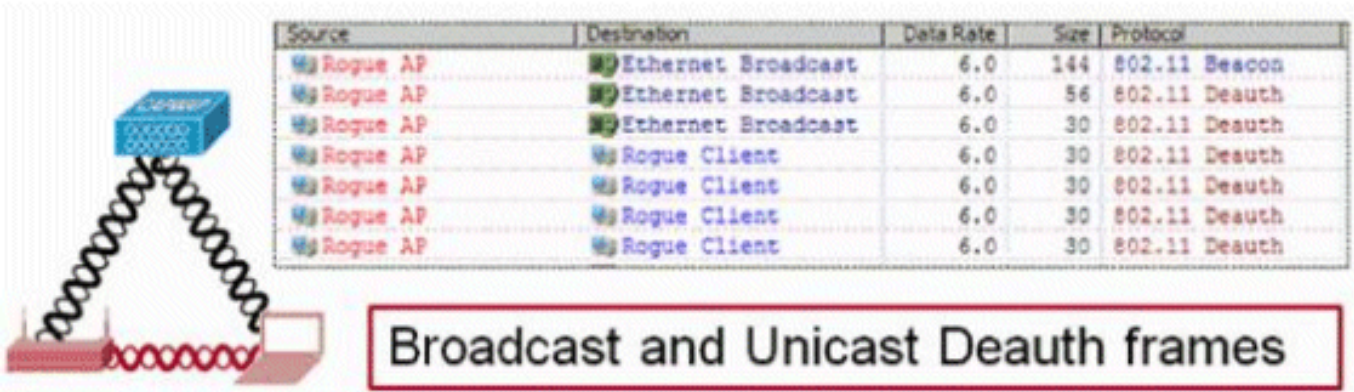 Source Destination Data Rate Size Protocol
Rogue AP Ethernet Broadcast 6.0 144 802.11 Beacon
Rogue AP Ethernet Broadcast 6.0 56 802.11 Deauth
Rogue AP Ethernet Broadcast 6.0 30 802.11 Deauth
Rogue AP Rogue Client 6.0 30 802.11 Deauth
Rogue AP Rogue Client 6.0 30 802.11 Deauth
Rogue AP Rogue Client 6.0 30 802.11 Deauth
Rogue AP Rogue Client 6.0 30 802.11 Deauth
Broadcast and Unicast Deauth frames